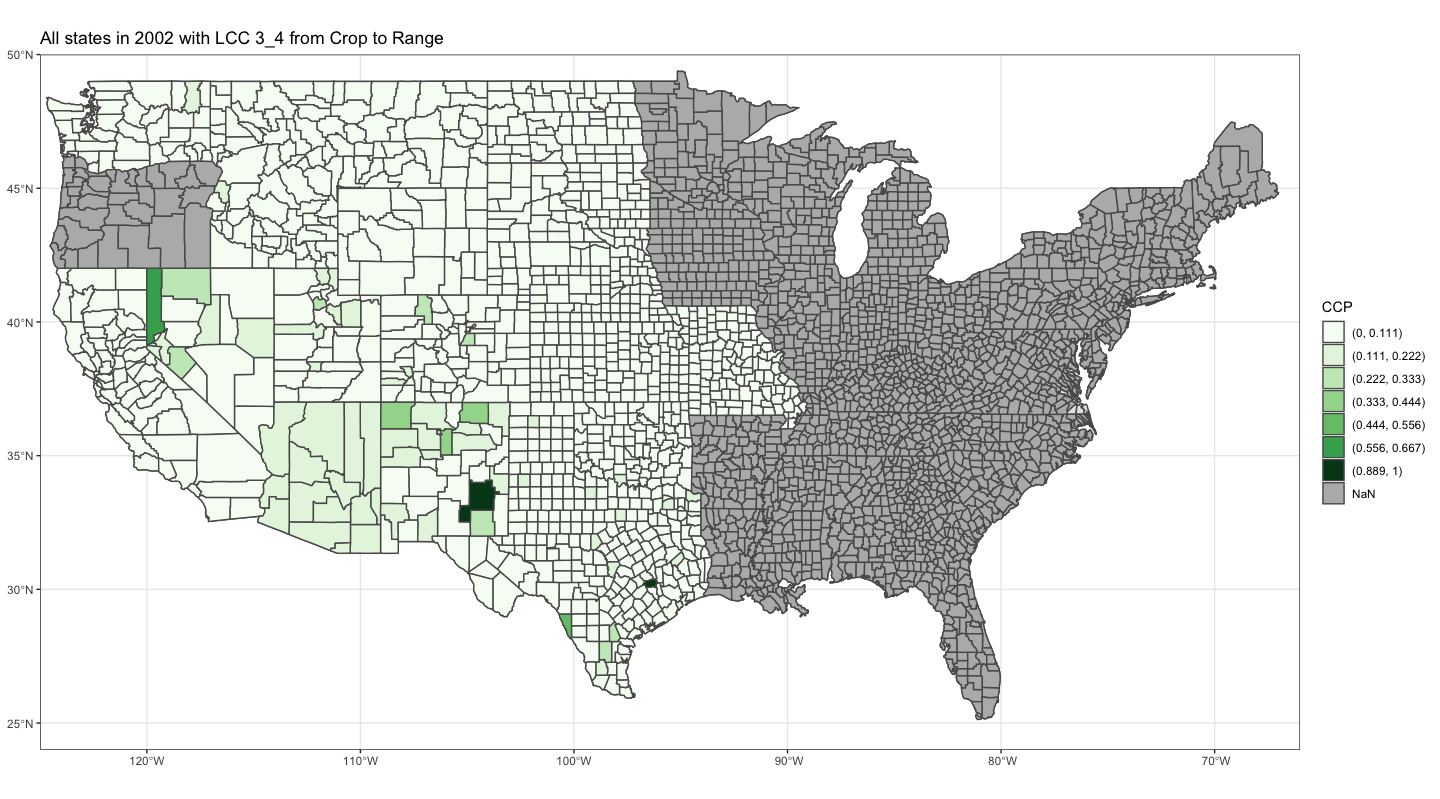 All states in 2002 with LCC 3_4 from Crop to Range
50°N
45°N
40°N
35°N
30°N
25°N
120°W
110°W
100°W
90°W
80°W
70°W
CCP
(0, 0.111)
(0.111, 0.222)
(0.222, 0.333)
(0.333, 0.444)
(0.444, 0.556)
(0.556, 0.667)
(0.889, 1)
NaN